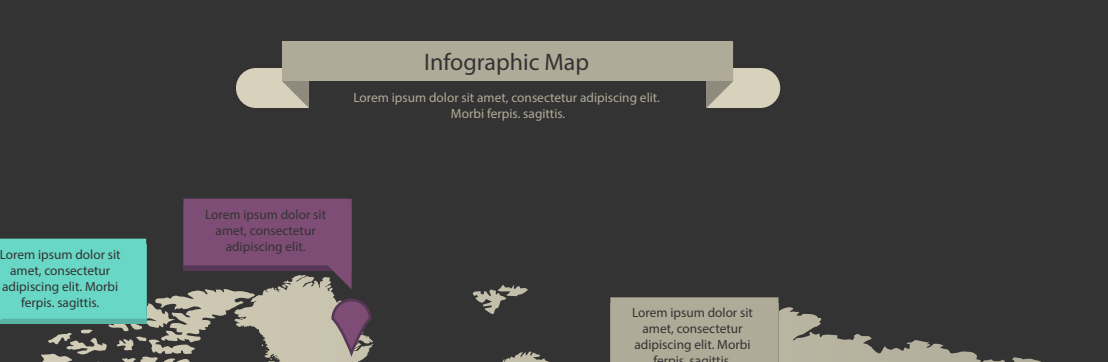 Infographic Map
Lorem ipsum dolor sit amet, consectetur adipiscing elit.
Morbi ferpis. sagittis.
Lorem ipsum dolor sit
amet, consectetur
adipiscing elit.
Lorem ipsum dolor sit
amet, consectetur
adipiscing elit. Morbi
ferpis. sagittis.
Lorem ipsum dolor sit
amet, consectetur
adipiscing elit. Morbi
ferpis. sagittis.